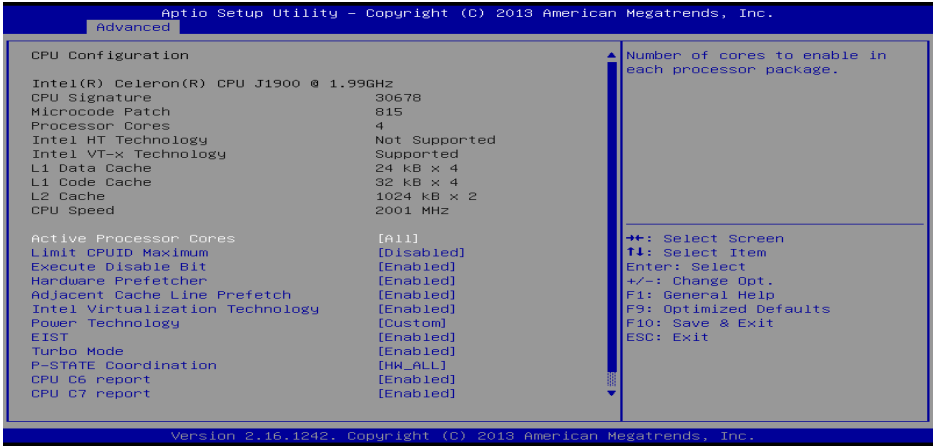 Aptio Setup Utility – Copyright (C) 2013 American Megatrends, Inc.
Advanced
CPU Configuration
Intel(R) Celeron(R) CPU J1900 @ 1.99GHz
CPU Signature 30678
Microcode Patch 815
Processor Cores 4
Intel HT Technology Not Supported
Intel VT-x Technology Supported
L1 Data Cache 24 kB x 4
L1 Code Cache 32 kB x 4
L2 Cache 1024 kB x 2
CPU Speed 2001 MHz
Active Processor Cores [All]
Limit CPUID Maximum [Disabled]
Execute Disable Bit [Enabled]
Hardware Prefetcher [Enabled]
Adjacent Cache Line Prefetch [Enabled]
Intel Virtualization Technology [Enabled]
Power Technology [Custom]
EIST [Enabled]
Turbo Mode [Enabled]
P-STATE Coordination [HW_ALL]
CPU C6 report [Enabled]
CPU C7 report [Enabled]
Number of cores to enable in
each processor package.
→←: Select Screen
↑↓: Select Item
Enter: Select
+/-: Change Opt.
F1: General Help
F9: Optimized Defaults
F10: Save & Exit
ESC: Exit
Version 2.16.1242. Copyright (C) 2013 American Megatrends, Inc.